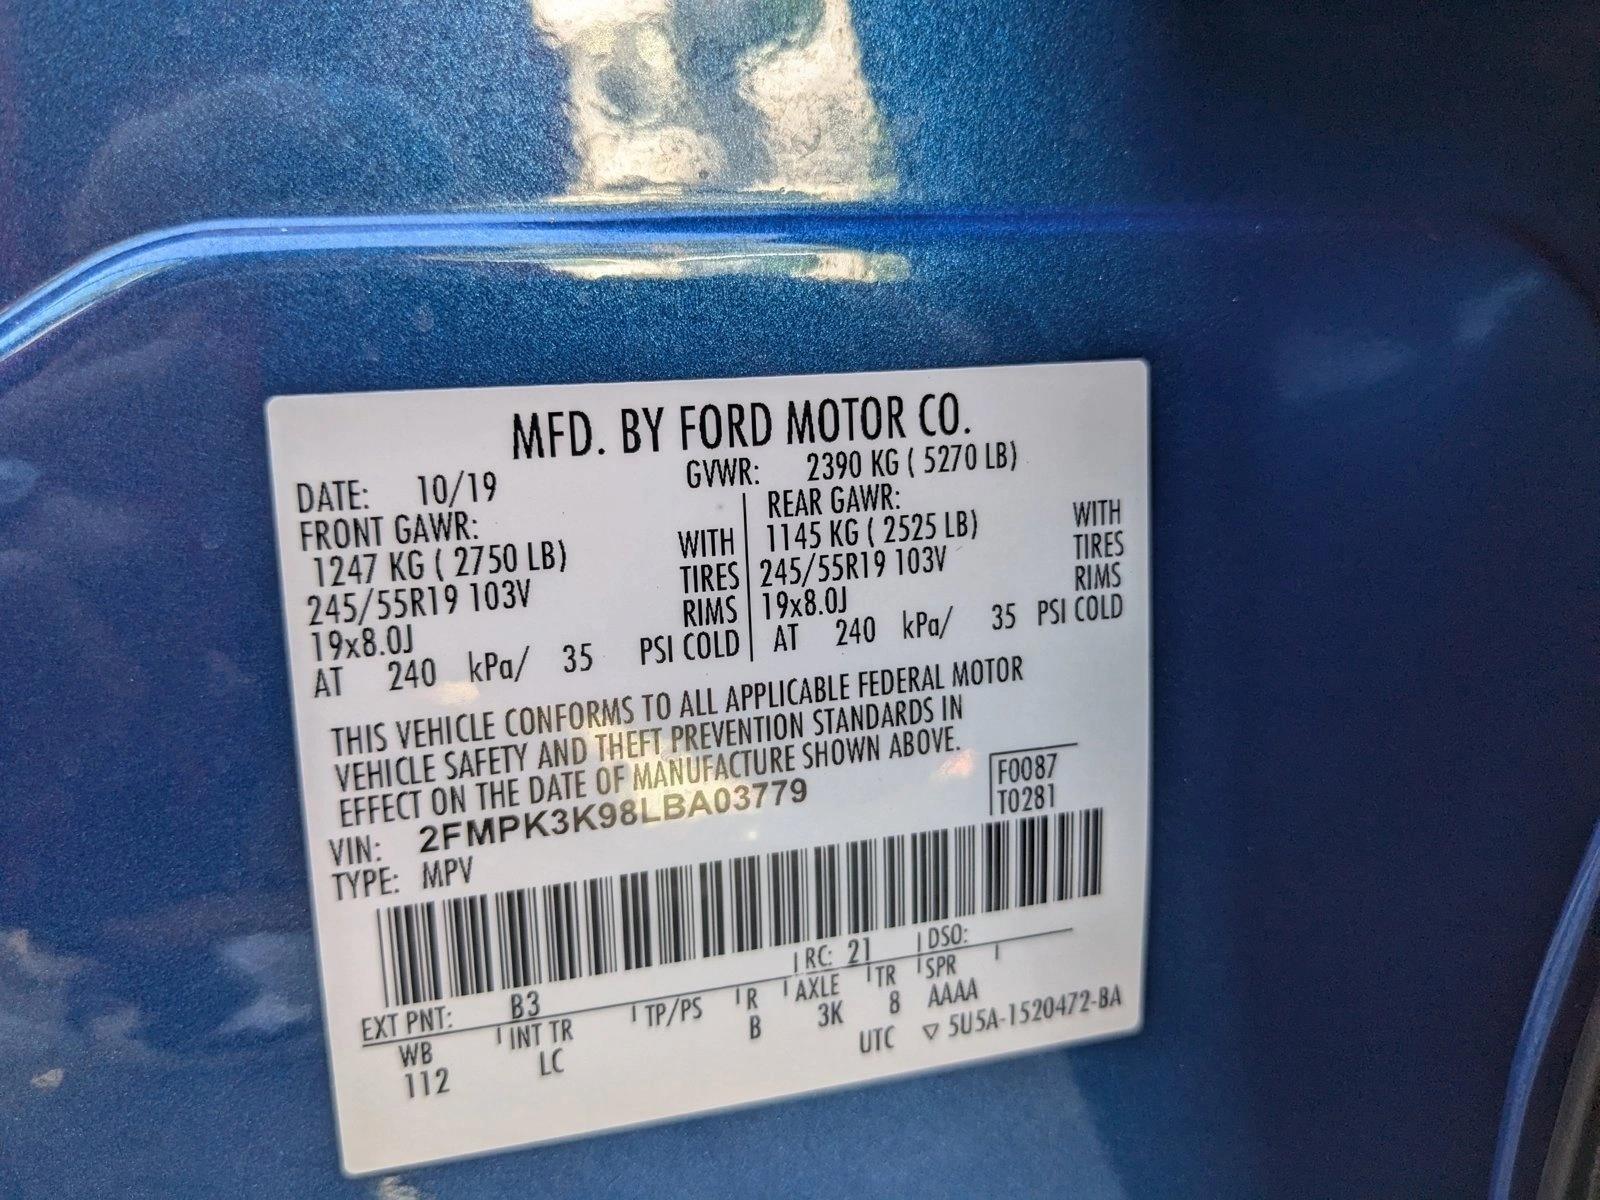 MFD. BY FORD MOTOR CO.
DATE: 10/19 GVWR: 2390 KG ( 5270 LB)
FRONT GAWR: REAR GAWR:
1247 KG ( 2750 LB) WITH 1145 KG ( 2525 LB) WITH
245/55R19 103V TIRES 245/55R19 103V TIRES
19x8.0J RIMS 19x8.0J RIMS
AT 240 kPa/ 35 PSI COLD AT 240 kPa/ 35 PSI COLD
THIS VEHICLE CONFORMS TO ALL APPLICABLE FEDERAL MOTOR
VEHICLE SAFETY AND THEFT PREVENTION STANDARDS IN
EFFECT ON THE DATE OF MANUFACTURE SHOWN ABOVE.
F0087
VIN: 2FMPK3K98LBA03779 T0281
TYPE: MPV
EXT PNT: B3 RC: 21 DSO:
WB INT TR TP/PS R AXLE TR SPR
112 LC B 3K 8 AAAA
UTC ▽ 5U5A-1520472-BA